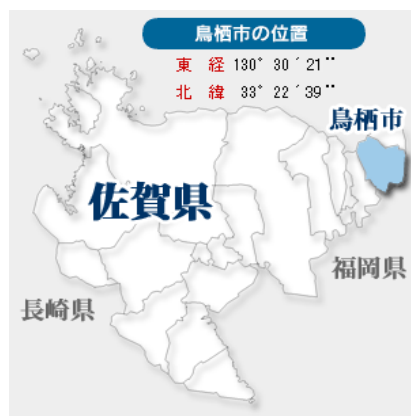 鳥栖市の位置
東 経 130° 30 ′ 21 ″
北 緯 33° 22 ′ 39 ″
鳥栖市
佐賀県
福岡県
長崎県